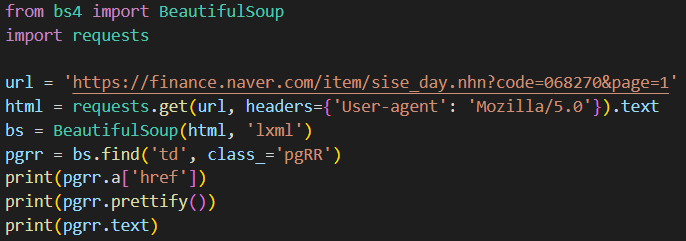 from bs4 import BeautifulSoup
import requests
url = 'https://finance.naver.com/item/sise_day.nhn?code=068270&page=1'
html = requests.get(url, headers={'User-agent': 'Mozilla/5.0'}).text
bs = BeautifulSoup(html, 'lxml')
pgrr = bs.find('td', class_='pgRR')
print(pgrr.a['href'])
print(pgrr.prettify())
print(pgrr.text)